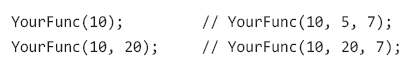 YourFunc(10);         // YourFunc(10, 5, 7);
YourFunc(10, 20);     // YourFunc(10, 20, 7);